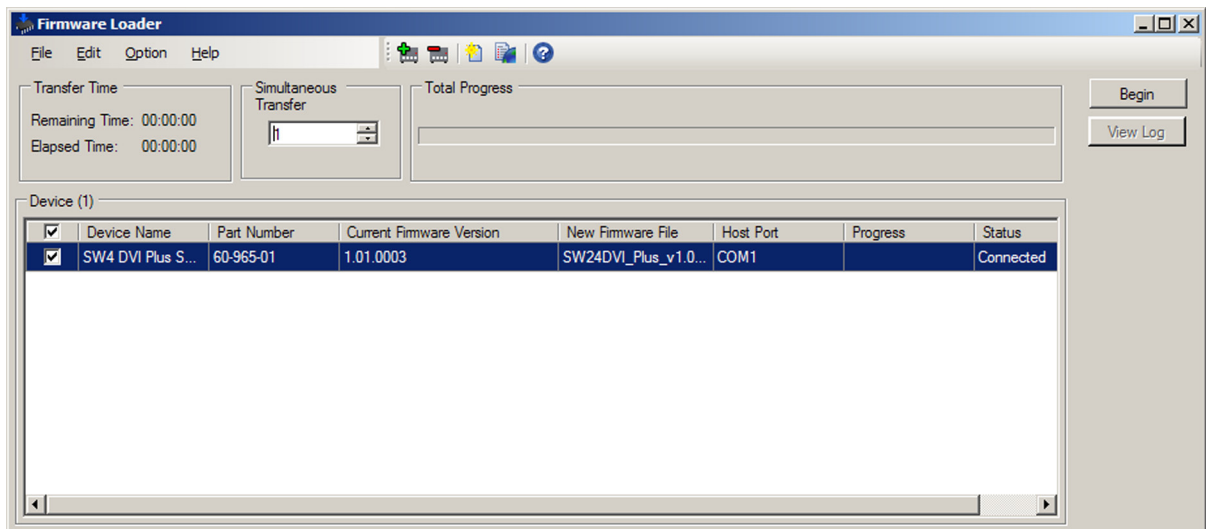 Firmware Loader
File Edit Option Help
Transfer Time
Remaining Time: 00:00:00
Elapsed Time: 00:00:00
Simultaneous
Transfer
1
Total Progress
Begin
View Log
Device (1)
Device Name Part Number Current Firmware Version New Firmware File Host Port Progress Status
SW4 DVI Plus S... 60-965-01 1.01.0003 SW24DVI_Plus_v1.0... COM1 Connected